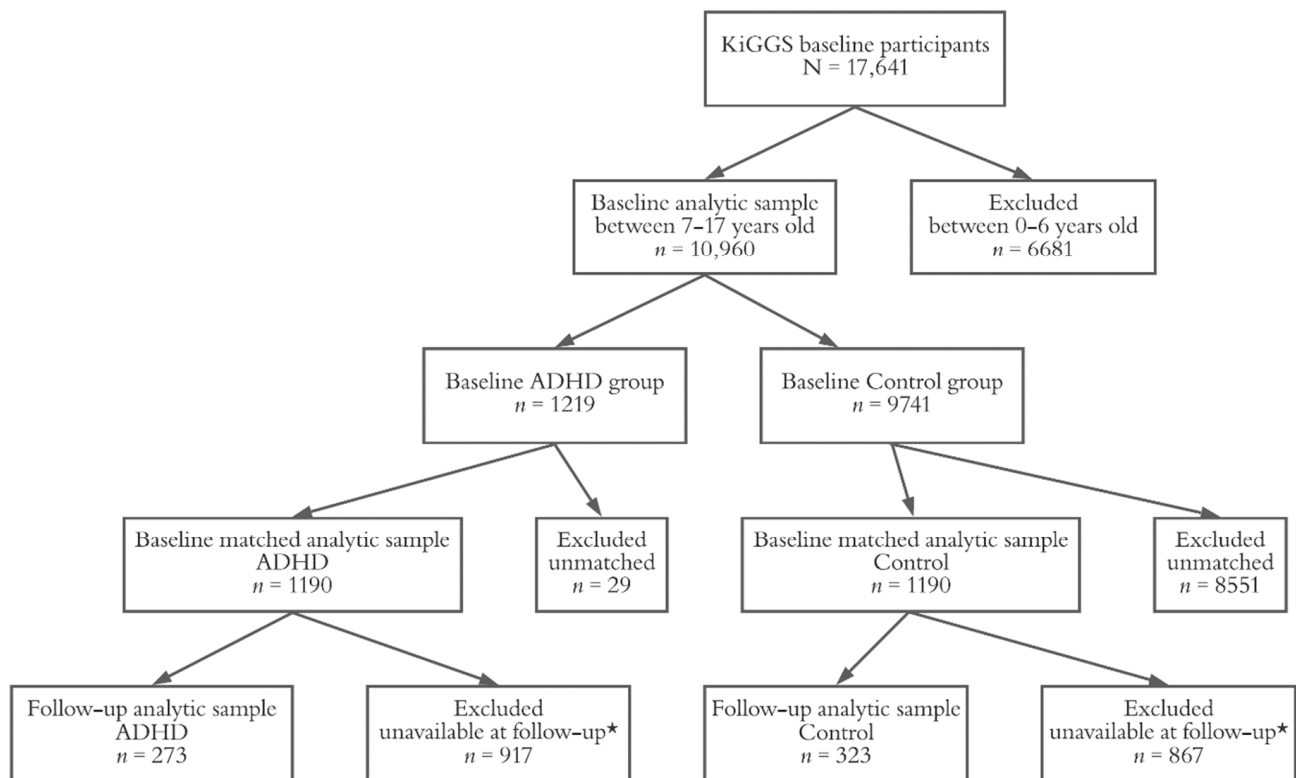 KiGGS baseline participants
N = 17,641
Baseline analytic sample
between 7–17 years old
n = 10,960
Excluded
between 0–6 years old
n = 6681
Baseline ADHD group
n = 1219
Baseline Control group
n = 9741
Baseline matched analytic sample
ADHD
n = 1190
Excluded
unmatched
n = 29
Baseline matched analytic sample
Control
n = 1190
Excluded
unmatched
n = 8551
Follow-up analytic sample
ADHD
n = 273
Excluded
unavailable at follow-up★
n = 917
Follow-up analytic sample
Control
n = 323
Excluded
unavailable at follow-up★
n = 867